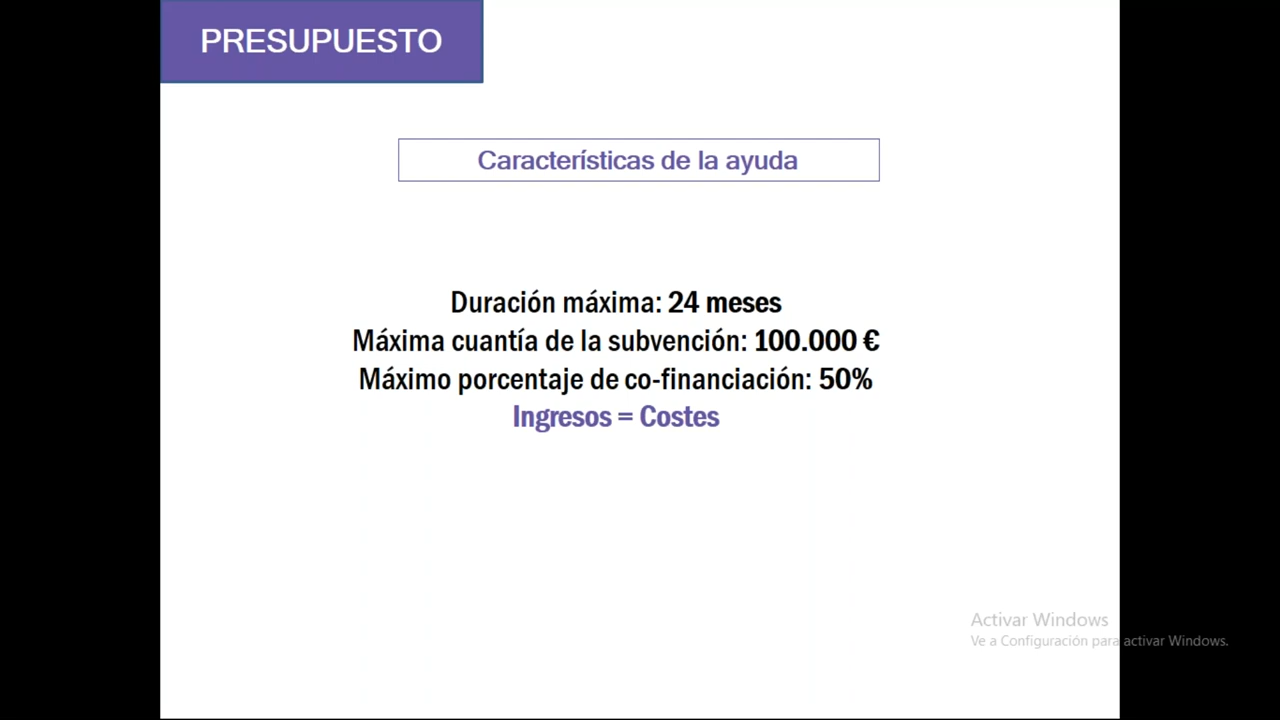 PRESUPUESTO
Características de la ayuda
Duración máxima: 24 meses
Máxima cuantía de la subvención: 100.000 €
Máximo porcentaje de co-financiación: 50%
Ingresos = Costes
Activar Windows
Ve a Configuración para activar Windows.